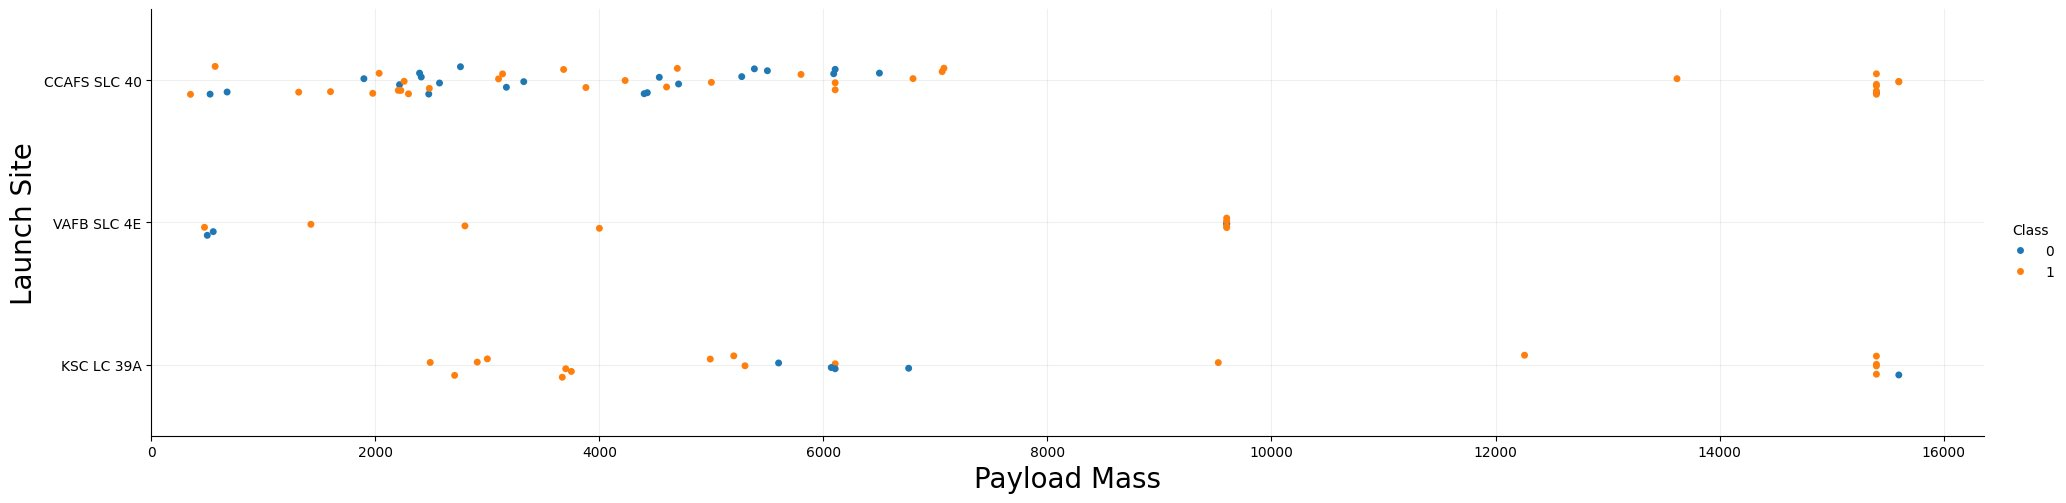 Launch Site
CCAFS SLC 40
VAFB SLC 4E
KSC LC 39A
0 2000 4000 6000 8000 10000 12000 14000 16000
Payload Mass
Class
0
1